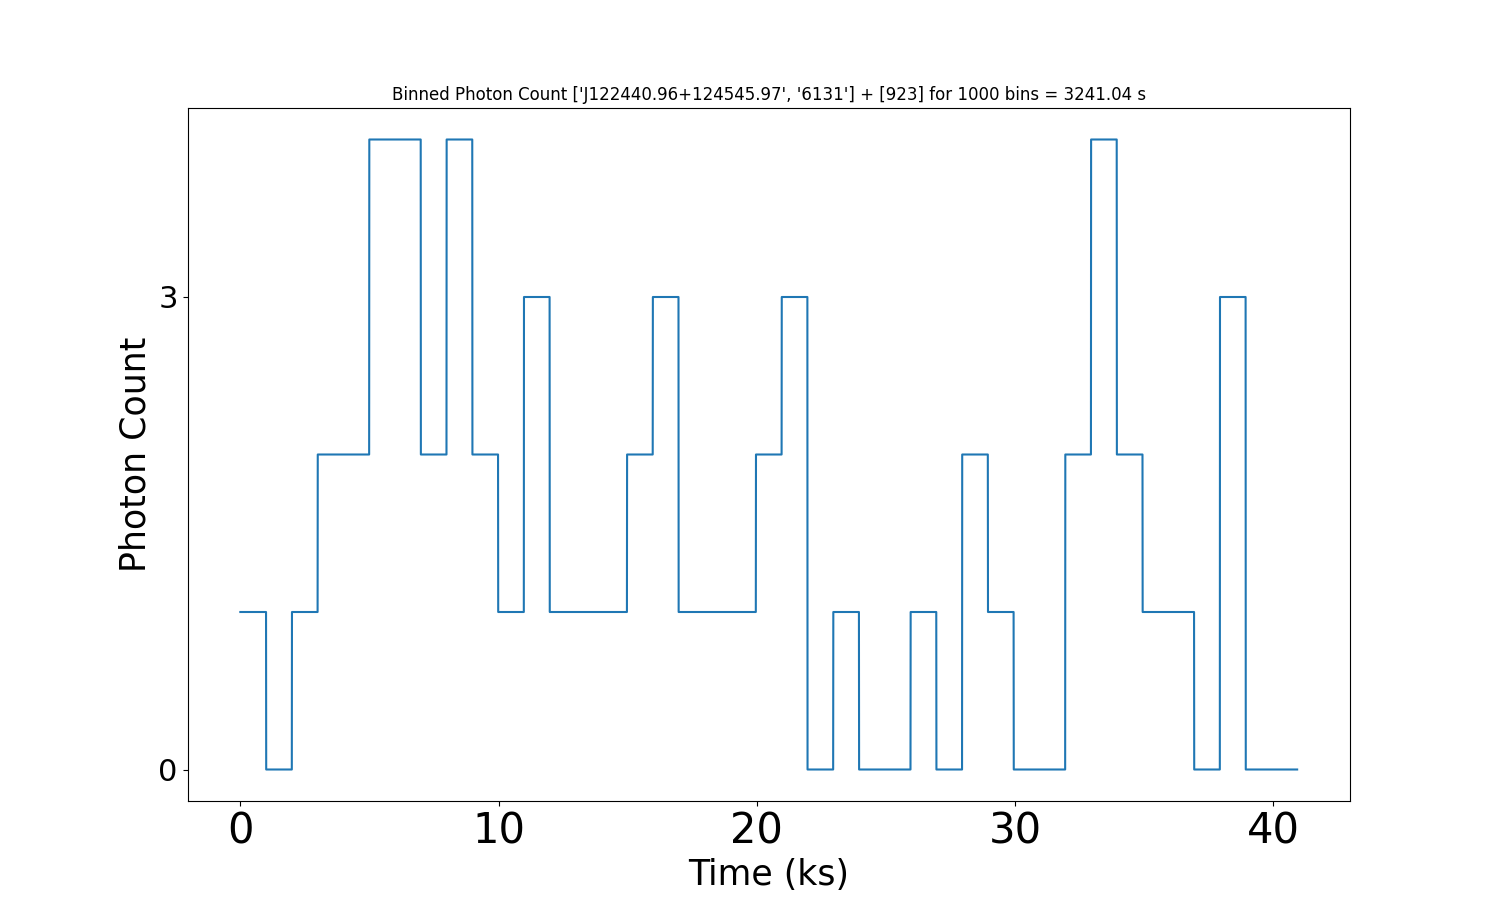 Binned Photon Count ['J122440.96+124545.97', '6131'] + [923] for 1000 bins = 3241.04 s
Photon Count
3
0
0 10 20 30 40
Time (ks)